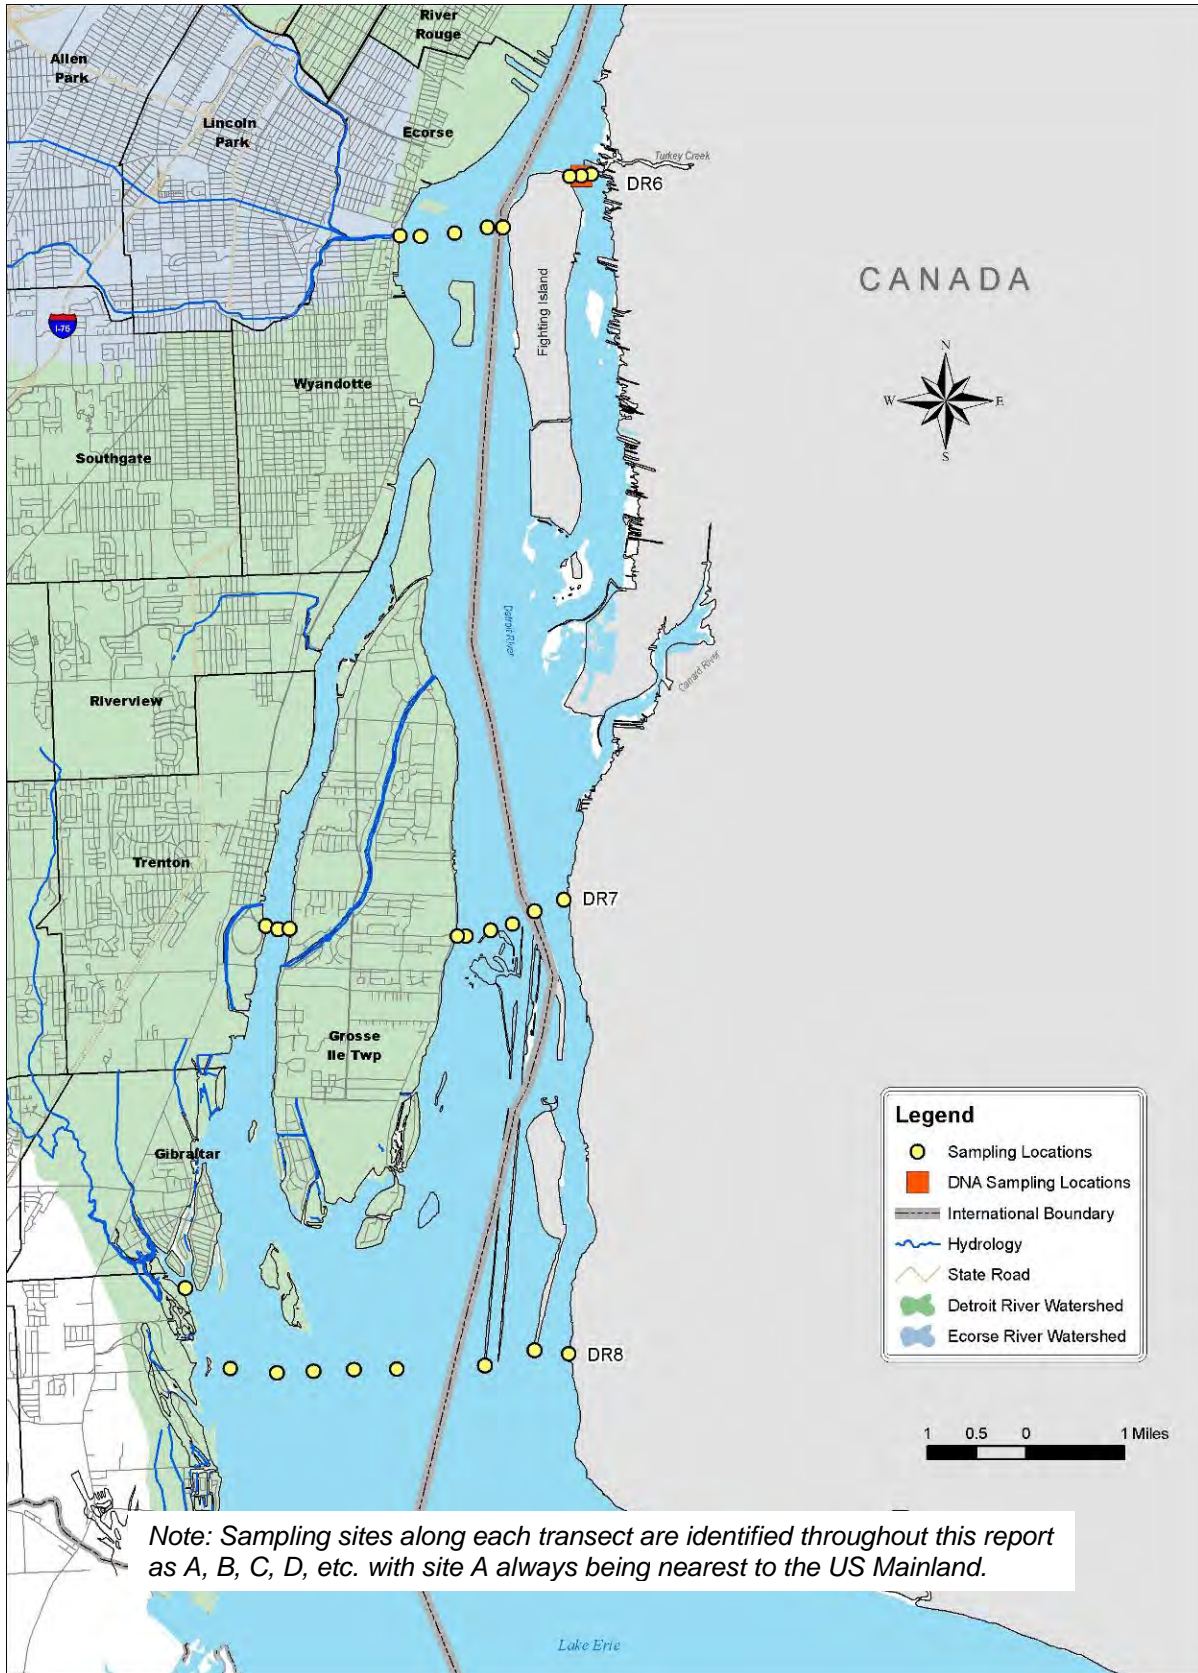 River
Rouge
Allen
Park
Lincoln
Park
Ecorse
Turkey Creek
DR6
CANADA
Fighting Island
I-75
N
W
E
S
Wyandotte
Southgate
Detroit River
Canard River
Riverview
Trenton
DR7
Grosse
Ile Twp
Gibraltar
DR8
Legend
Sampling Locations
DNA Sampling Locations
International Boundary
Hydrology
State Road
Detroit River Watershed
Ecorse River Watershed
1 0.5 0 1 Miles
Note: Sampling sites along each transect are identified throughout this report
as A, B, C, D, etc. with site A always being nearest to the US Mainland.
Lake Erie